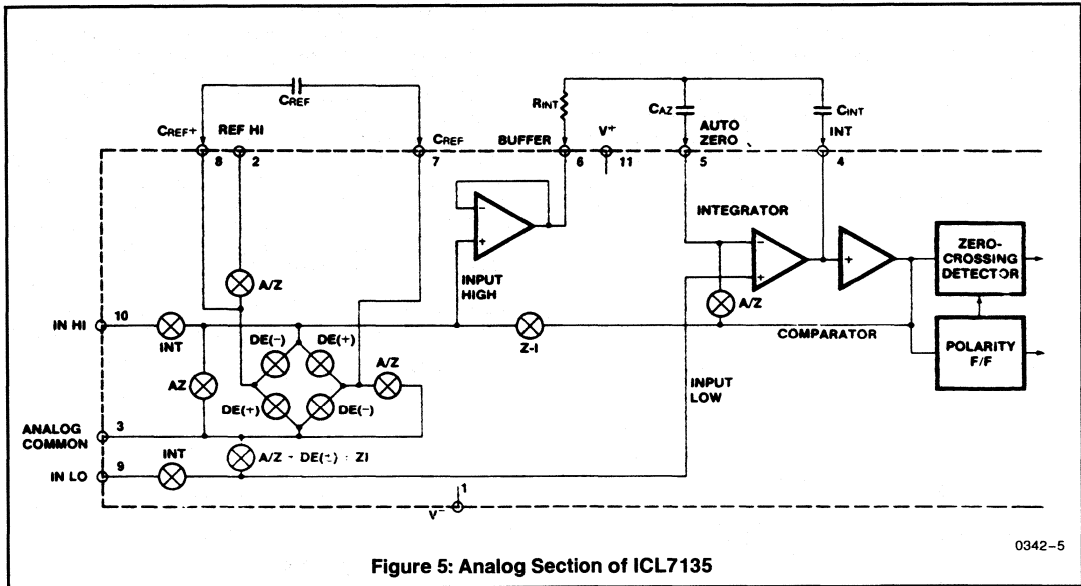 CREF
CREF+
REF HI
CREF
BUFFER
RINT
V+
CAZ
AUTO
ZERO
CINT
INT
8
2
7
6
11
5
4
INTEGRATOR
ZERO-
CROSSING
DETECTOR
INPUT
HIGH
A/Z
A/Z
IN HI
10
INT
Z-I
COMPARATOR
POLARITY
F/F
DE(-)
DE(+)
A/Z
AZ
DE(+)
DE(-)
INPUT
LOW
ANALOG
COMMON
3
INT
IN LO
9
1
V-
0342-5
Figure 5: Analog Section of ICL7135